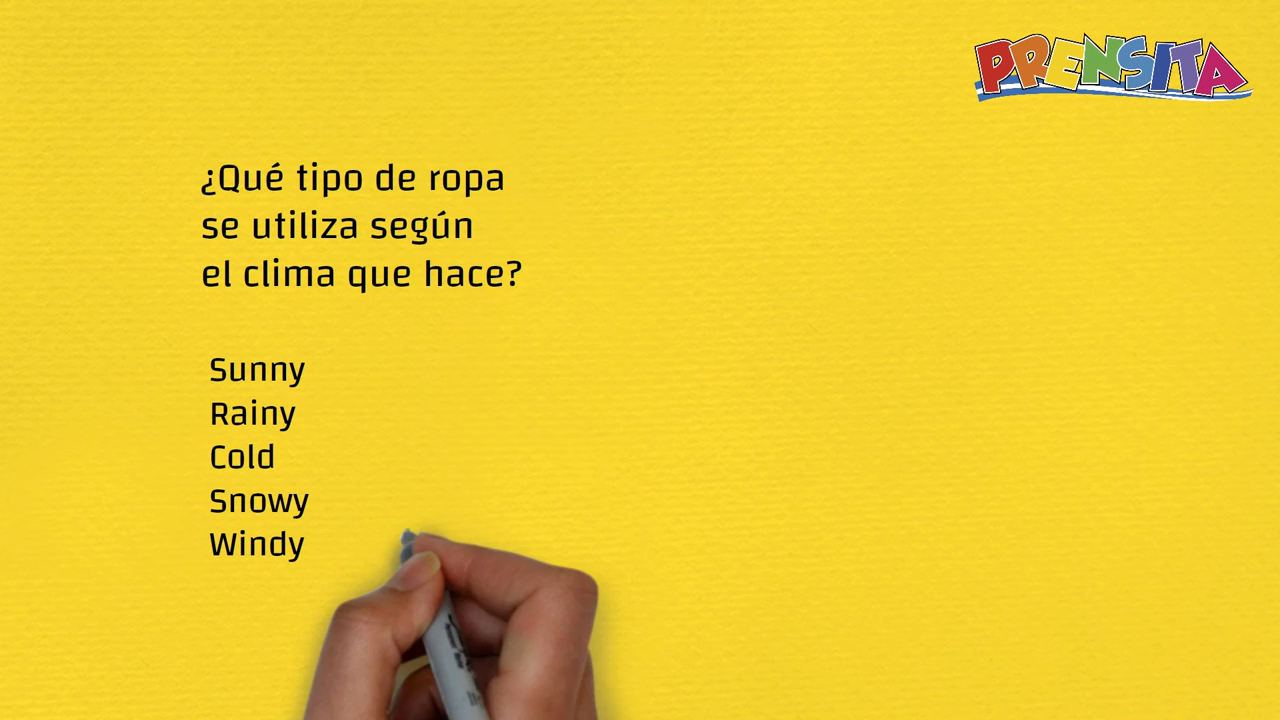 PRENSITA
¿Qué tipo de ropa
se utiliza según
el clima que hace?
Sunny
Rainy
Cold
Snowy
Windy